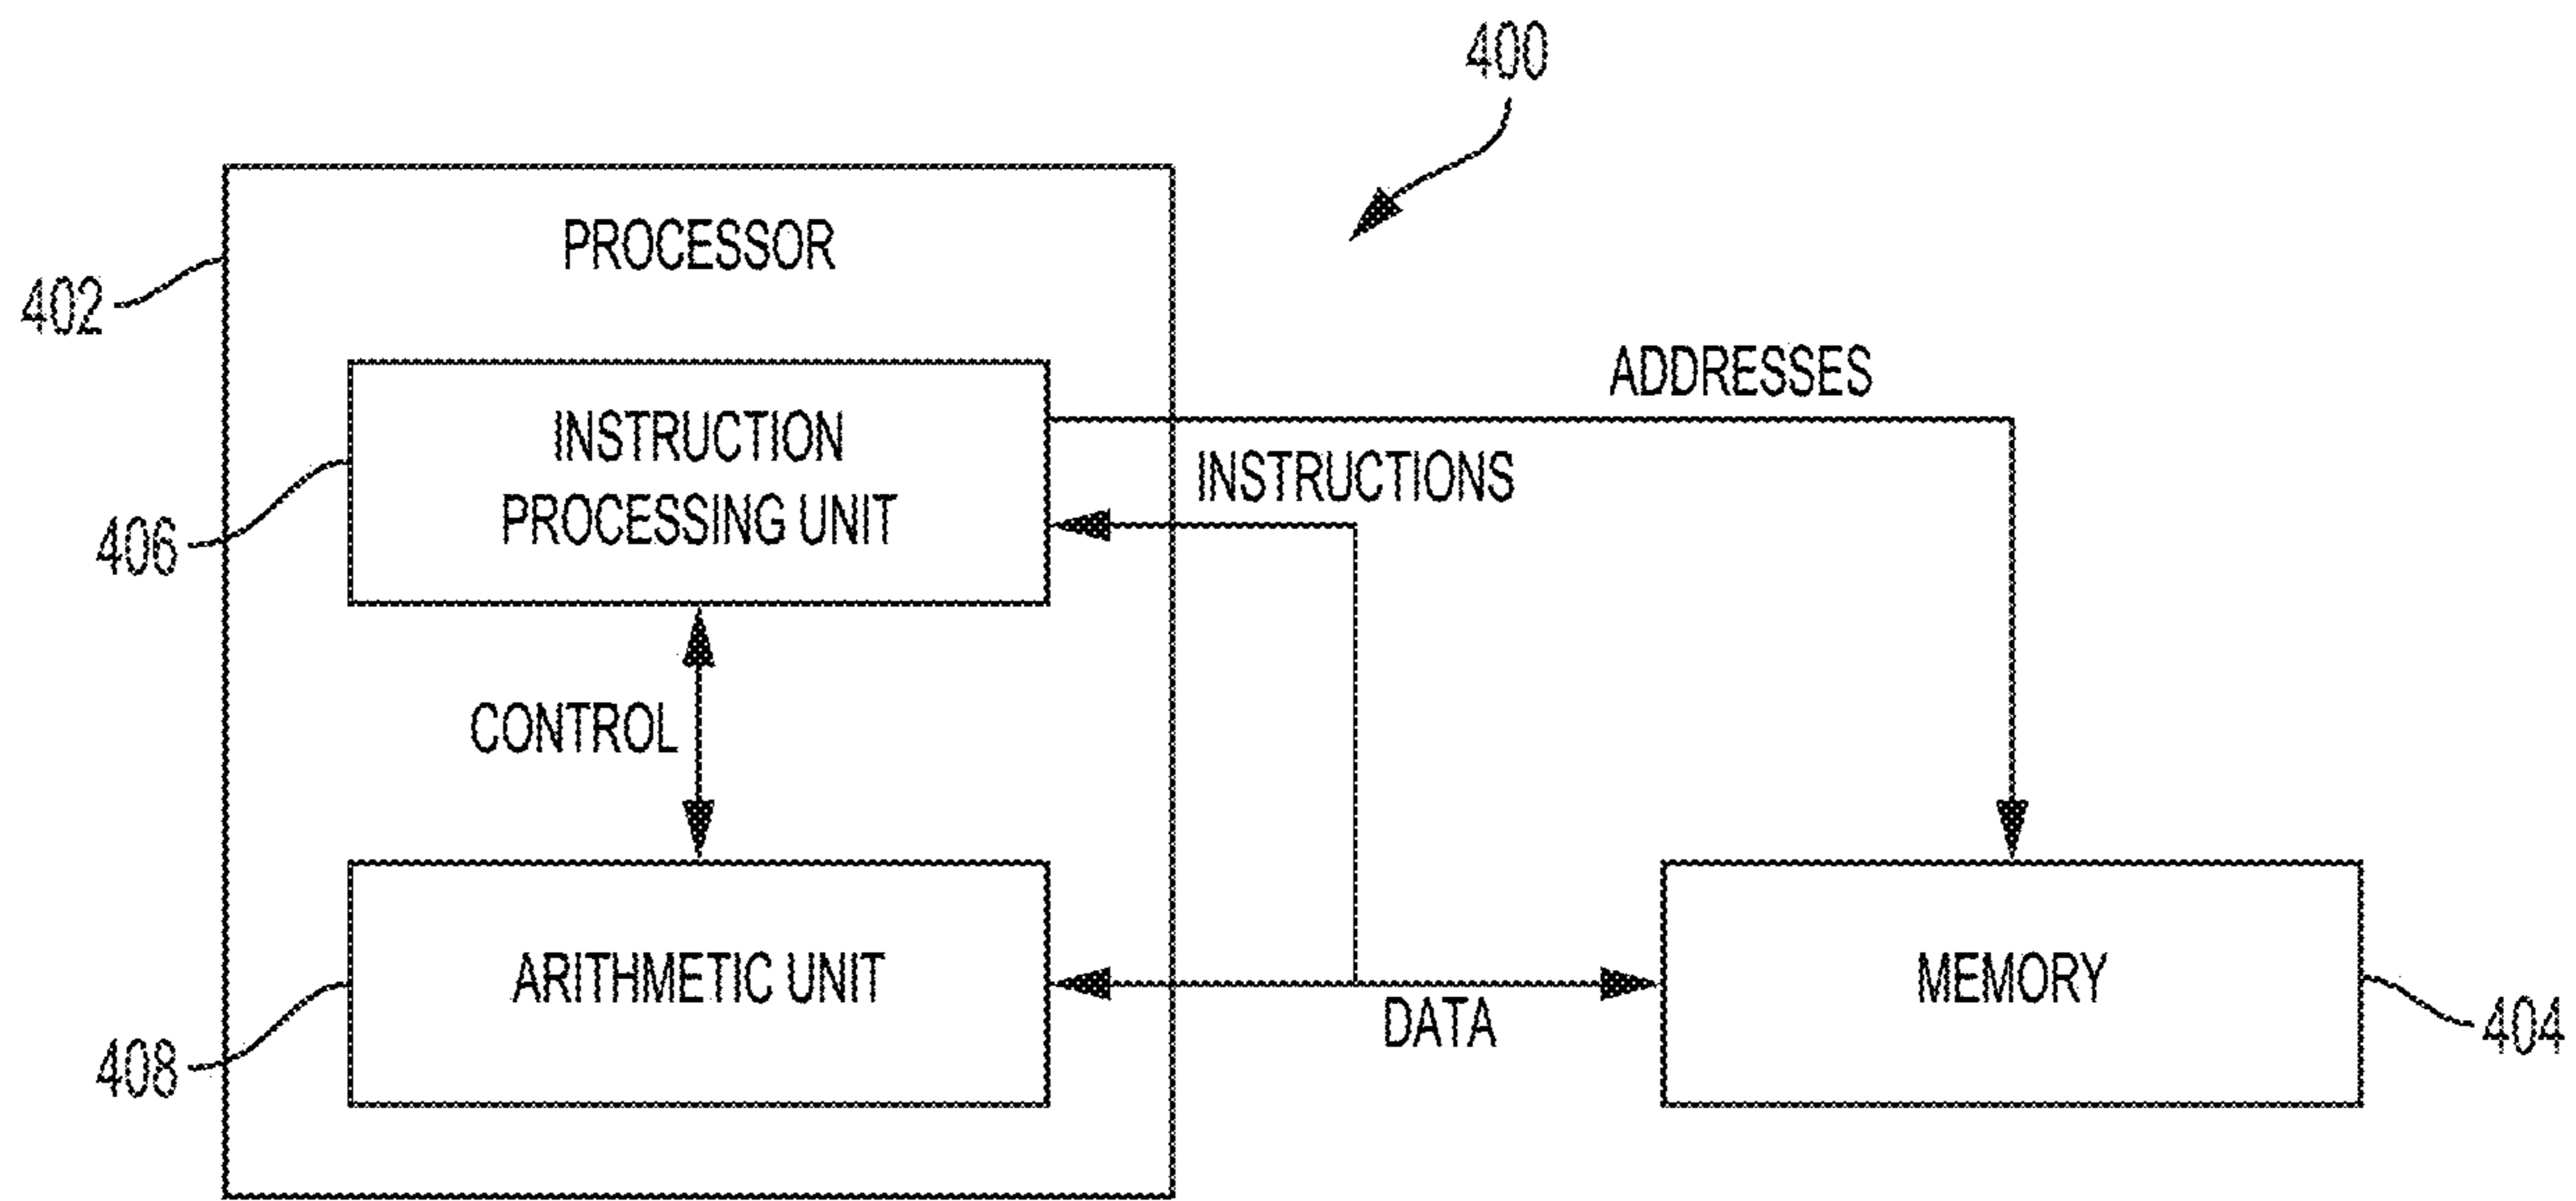 400
PROCESSOR
402
ADDRESSES
INSTRUCTION
PROCESSING UNIT
INSTRUCTIONS
406
CONTROL
ARITHMETIC UNIT
MEMORY
DATA
404
408